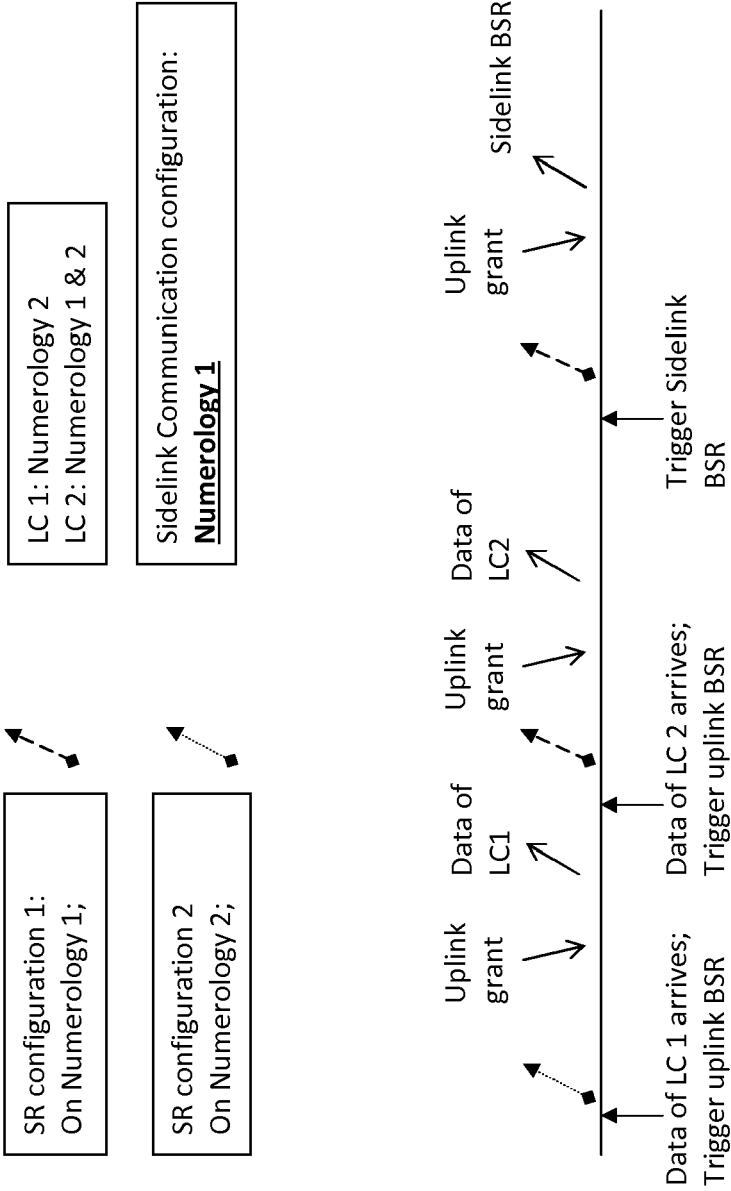 SR configuration 1:
On Numerology 1;
SR configuration 2
On Numerology 2;
LC 1: Numerology 2
LC 2: Numerology 1 & 2
Sidelink Communication configuration:
Numerology 1
Uplink
grant
Data of
LC1
Uplink
grant
Data of
LC2
Uplink
grant
Sidelink BSR
Data of LC 1 arrives;
Trigger uplink BSR
Data of LC 2 arrives;
Trigger uplink BSR
Trigger Sidelink
BSR